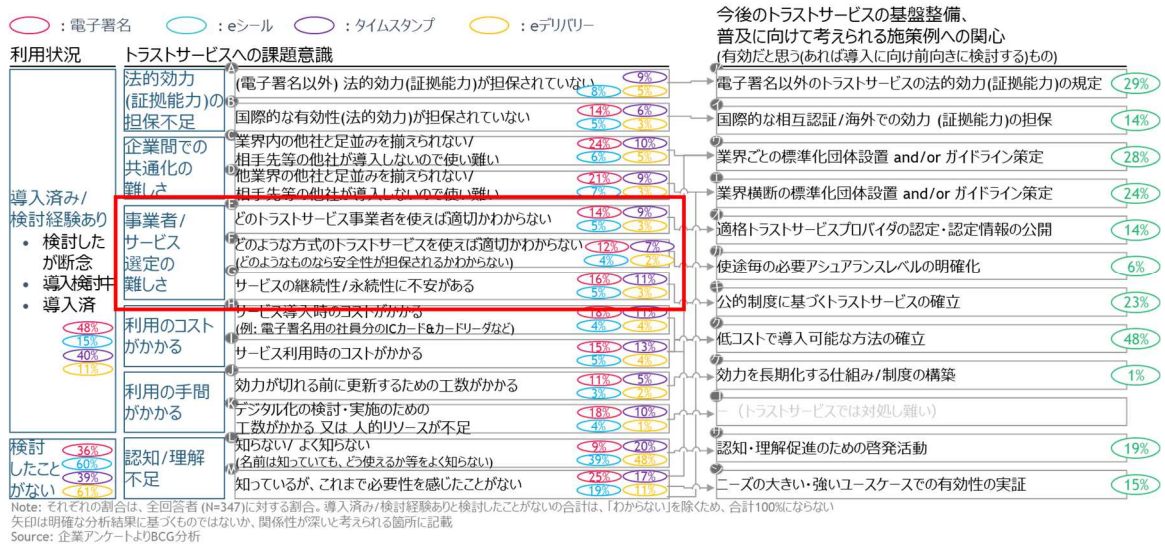 ：電子署名 ：eシール ：タイムスタンプ ：eデリバリー
今後のトラストサービスの基盤整備、
普及に向けて考えられる施策例への関心
(有効だと思う(あれば導入に向け前向きに検討する)もの)
利用状況
トラストサービスへの課題意識
導入済み/
検討経験あり
• 検討した
が断念
• 導入検討中
• 導入済
48%
15%
40%
11%
検討
したこと
がない
36%
60%
39%
61%
法的効力
(証拠能力)の
担保不足
A
(電子署名以外) 法的効力(証拠能力)が担保されていない
9%
8% 5%
B
国際的な有効性(法的効力)が担保されていない
14% 6%
5% 3%
企業間での
共通化の
難しさ
C
業界内の他社と足並みを揃えられない/
相手先等の他社が導入しないので使い難い
24% 10%
6% 5%
D
他業界の他社と足並みを揃えられない/
相手先等の他社が導入しないので使い難い
21% 9%
7% 3%
事業者/
サービス
選定の
難しさ
E
どのトラストサービス事業者を使えば適切かわからない
14% 9%
5% 3%
F
どのような方式のトラストサービスを使えば適切かわからない
(どのようなものなら安全性が担保されるかわからない)
12% 7%
4% 2%
G
サービスの継続性/永続性に不安がある
16% 11%
5% 3%
利用のコスト
がかかる
H
サービス導入時のコストがかかる
(例: 電子署名用の社員分のICカード&カードリーダなど)
18% 11%
4% 4%
I
サービス利用時のコストがかかる
15% 13%
5% 4%
利用の手間
がかかる
J
効力が切れる前に更新するための工数がかかる
11% 5%
3% 2%
K
デジタル化の検討・実施のための
工数がかかる 又は 人的リソースが不足
18% 10%
4% 1%
認知/理解
不足
L
知らない/ よく知らない
(名前は知っていても、どう使えるか等をよく知らない)
9% 20%
39% 48%
M
知っているが、これまで必要性を感じたことがない
25% 17%
19% 11%
ア
電子署名以外のトラストサービスの法的効力(証拠能力)の規定
29%
イ
国際的な相互認証/海外での効力 (証拠能力)の担保
14%
ウ
業界ごとの標準化団体設置 and/or ガイドライン策定
28%
エ
業界横断の標準化団体設置 and/or ガイドライン策定
24%
オ
適格トラストサービスプロバイダの認定・認定情報の公開
14%
カ
使途毎の必要アシュアランスレベルの明確化
6%
キ
公的制度に基づくトラストサービスの確立
23%
ク
低コストで導入可能な方法の確立
48%
ケ
効力を長期化する仕組み/制度の構築
1%
コ
－（トラストサービスでは対処し難い）
サ
認知・理解促進のための啓発活動
19%
シ
ニーズの大きい・強いユースケースでの有効性の実証
15%
Note: それぞれの割合は、全回答者 (N=347)に対する割合。導入済み/検討経験ありと検討したことがないの合計は、「わからない」を除くため、合計100%にならない
矢印は明確な分析結果に基づくものではないか、関係性が深いと考えられる箇所に記載
Source: 企業アンケートよりBCG分析